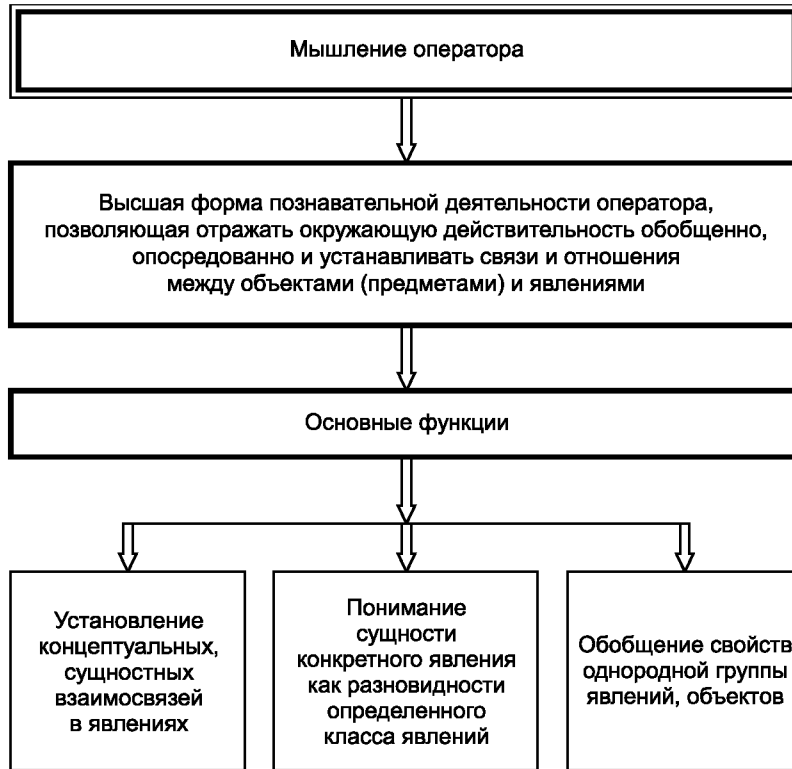 Мышление оператора
Высшая форма познавательной деятельности оператора,
позволяющая отражать окружающую действительность обобщенно,
опосредованно и устанавливать связи и отношения
между объектами (предметами) и явлениями
Основные функции
Установление
концептуальных,
сущностных
взаимосвязей
в явлениях
Понимание
сущности
конкретного явления
как разновидности
определенного
класса явлений
Обобщение свойств
однородной группы
явлений, объектов